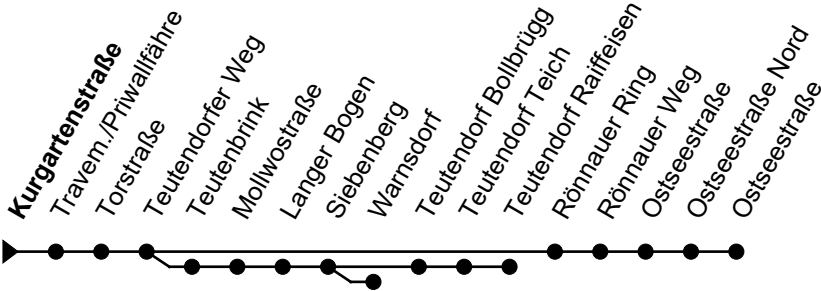 Kurgartenstraße
Travem./Priwallfähre
Torstraße
Teutendorfer Weg
Teutenbrink
Mollwostraße
Langer Bogen
Siebenberg
Warnsdorf
Teutendorf Bollbrügg
Teutendorf Teich
Teutendorf Raiffeisen
Rönnauer Ring
Rönnauer Weg
Ostseestraße
Ostseestraße Nord
Ostseestraße